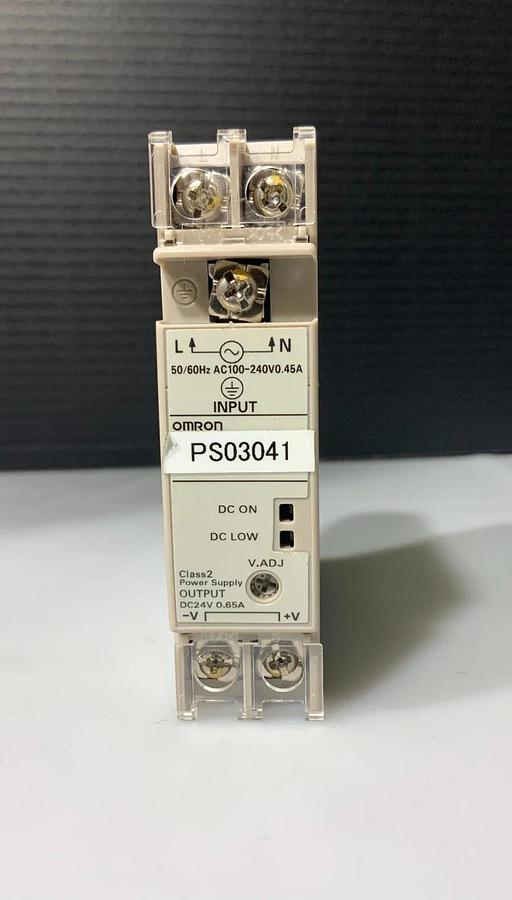 L N
50/60Hz AC100-240V0.45A
INPUT
OMRON
PS03041
DC ON
DC LOW
V.ADJ
Class2
Power Supply
OUTPUT
DC24V 0.65A
-V +V